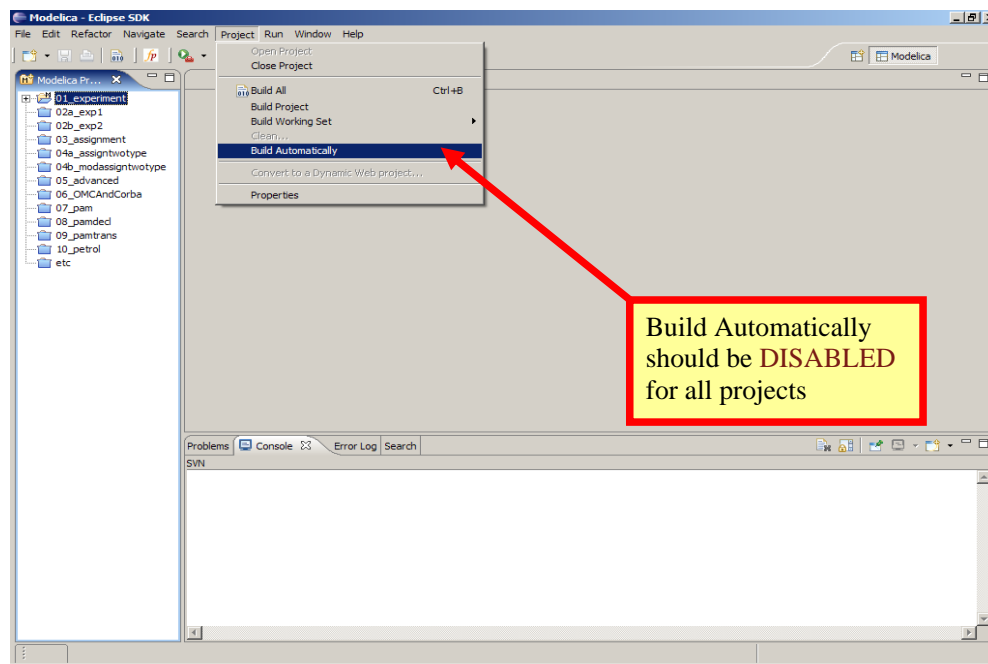 Modelica - Eclipse SDK
File Edit Refactor Navigate Search Project Run Window Help
Open Project
Close Project
Build All Ctrl+B
Build Project
Build Working Set
Clean...
Build Automatically
Convert to a Dynamic Web project...
Properties
Modelica
Modelica Pr...
01_experiment
02a_exp1
02b_exp2
03_assignment
04a_assigntwotype
04b_modassigntwotype
05_advanced
06_OMCAndCorba
07_pam
08_pamdecl
09_pamtrans
10_petrol
etc
Build Automatically
should be DISABLED
for all projects
Problems Console Error Log Search
SVN